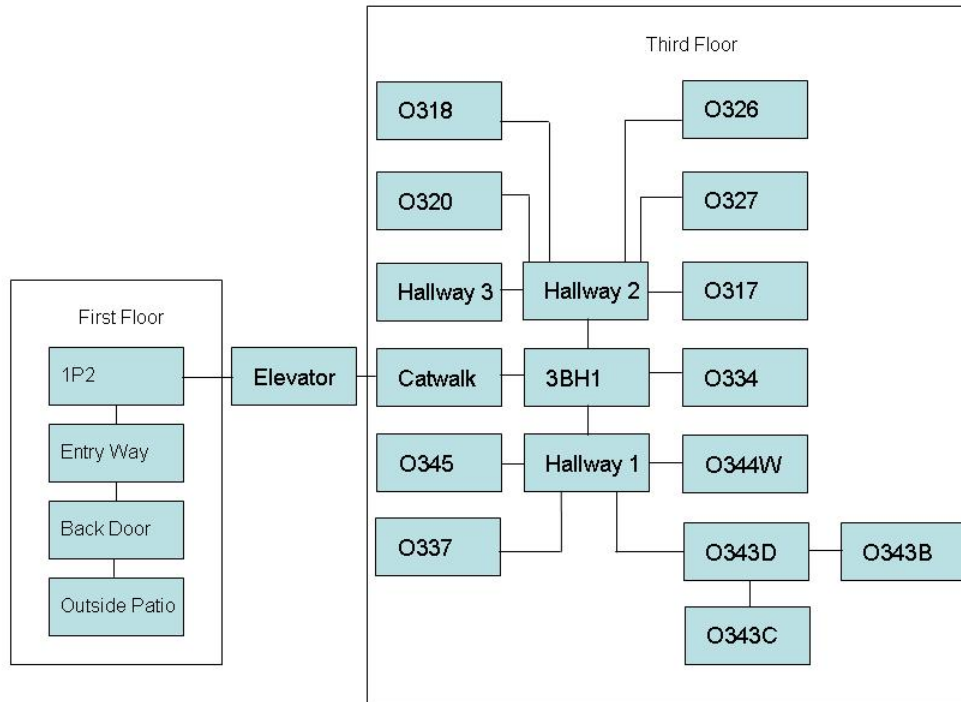 Third Floor
O318
O326
O320
O327
Hallway 3
Hallway 2
O317
First Floor
1P2
Elevator
Catwalk
3BH1
O334
Entry Way
O345
Hallway 1
O344W
Back Door
O337
O343D
O343B
Outside Patio
O343C